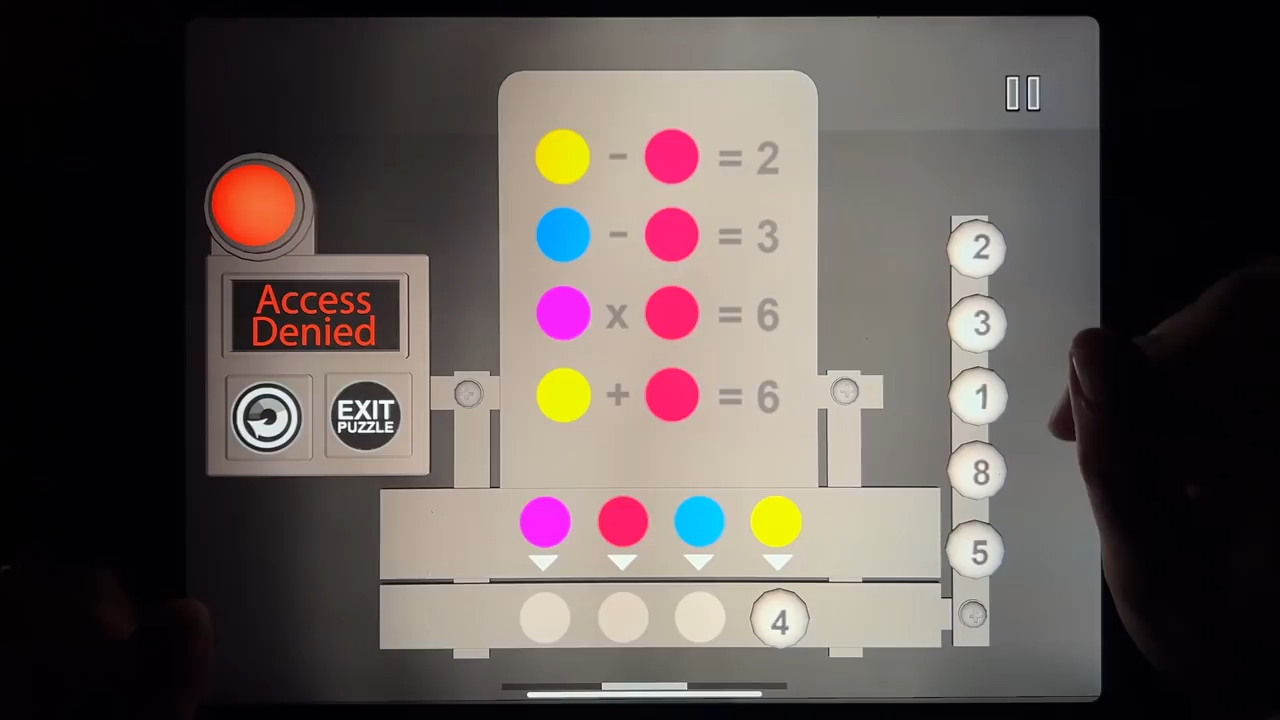 Access
Denied
EXIT
PUZZLE
- = 2
- = 3
x = 6
+ = 6
2
3
1
8
5
4